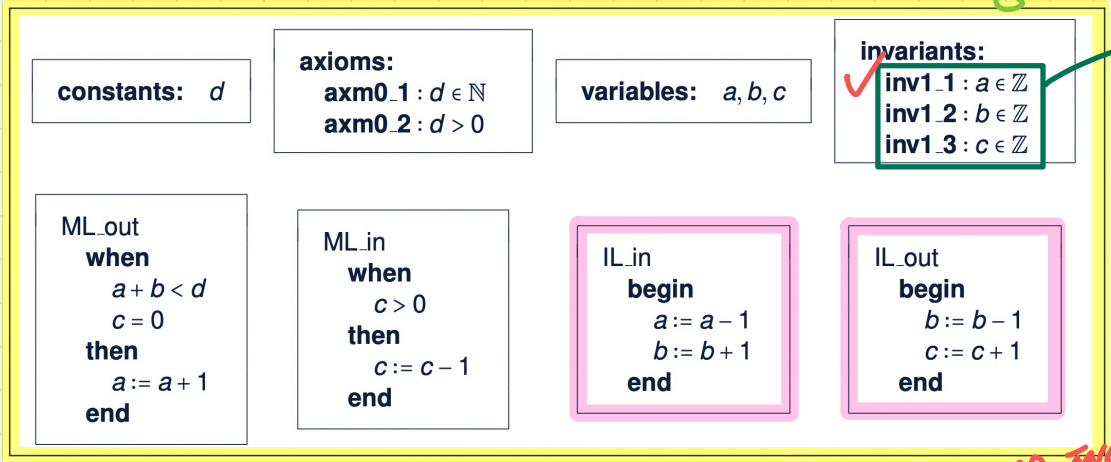 constants: d
axioms:
axm0_1 : d ∈ ℕ
axm0_2 : d > 0
variables: a, b, c
invariants:
inv1_1 : a ∈ ℤ
inv1_2 : b ∈ ℤ
inv1_3 : c ∈ ℤ
ML_out
when
a + b < d
c = 0
then
a := a + 1
end
ML_in
when
c > 0
then
c := c − 1
end
IL_in
begin
a := a − 1
b := b + 1
end
IL_out
begin
b := b − 1
c := c + 1
end